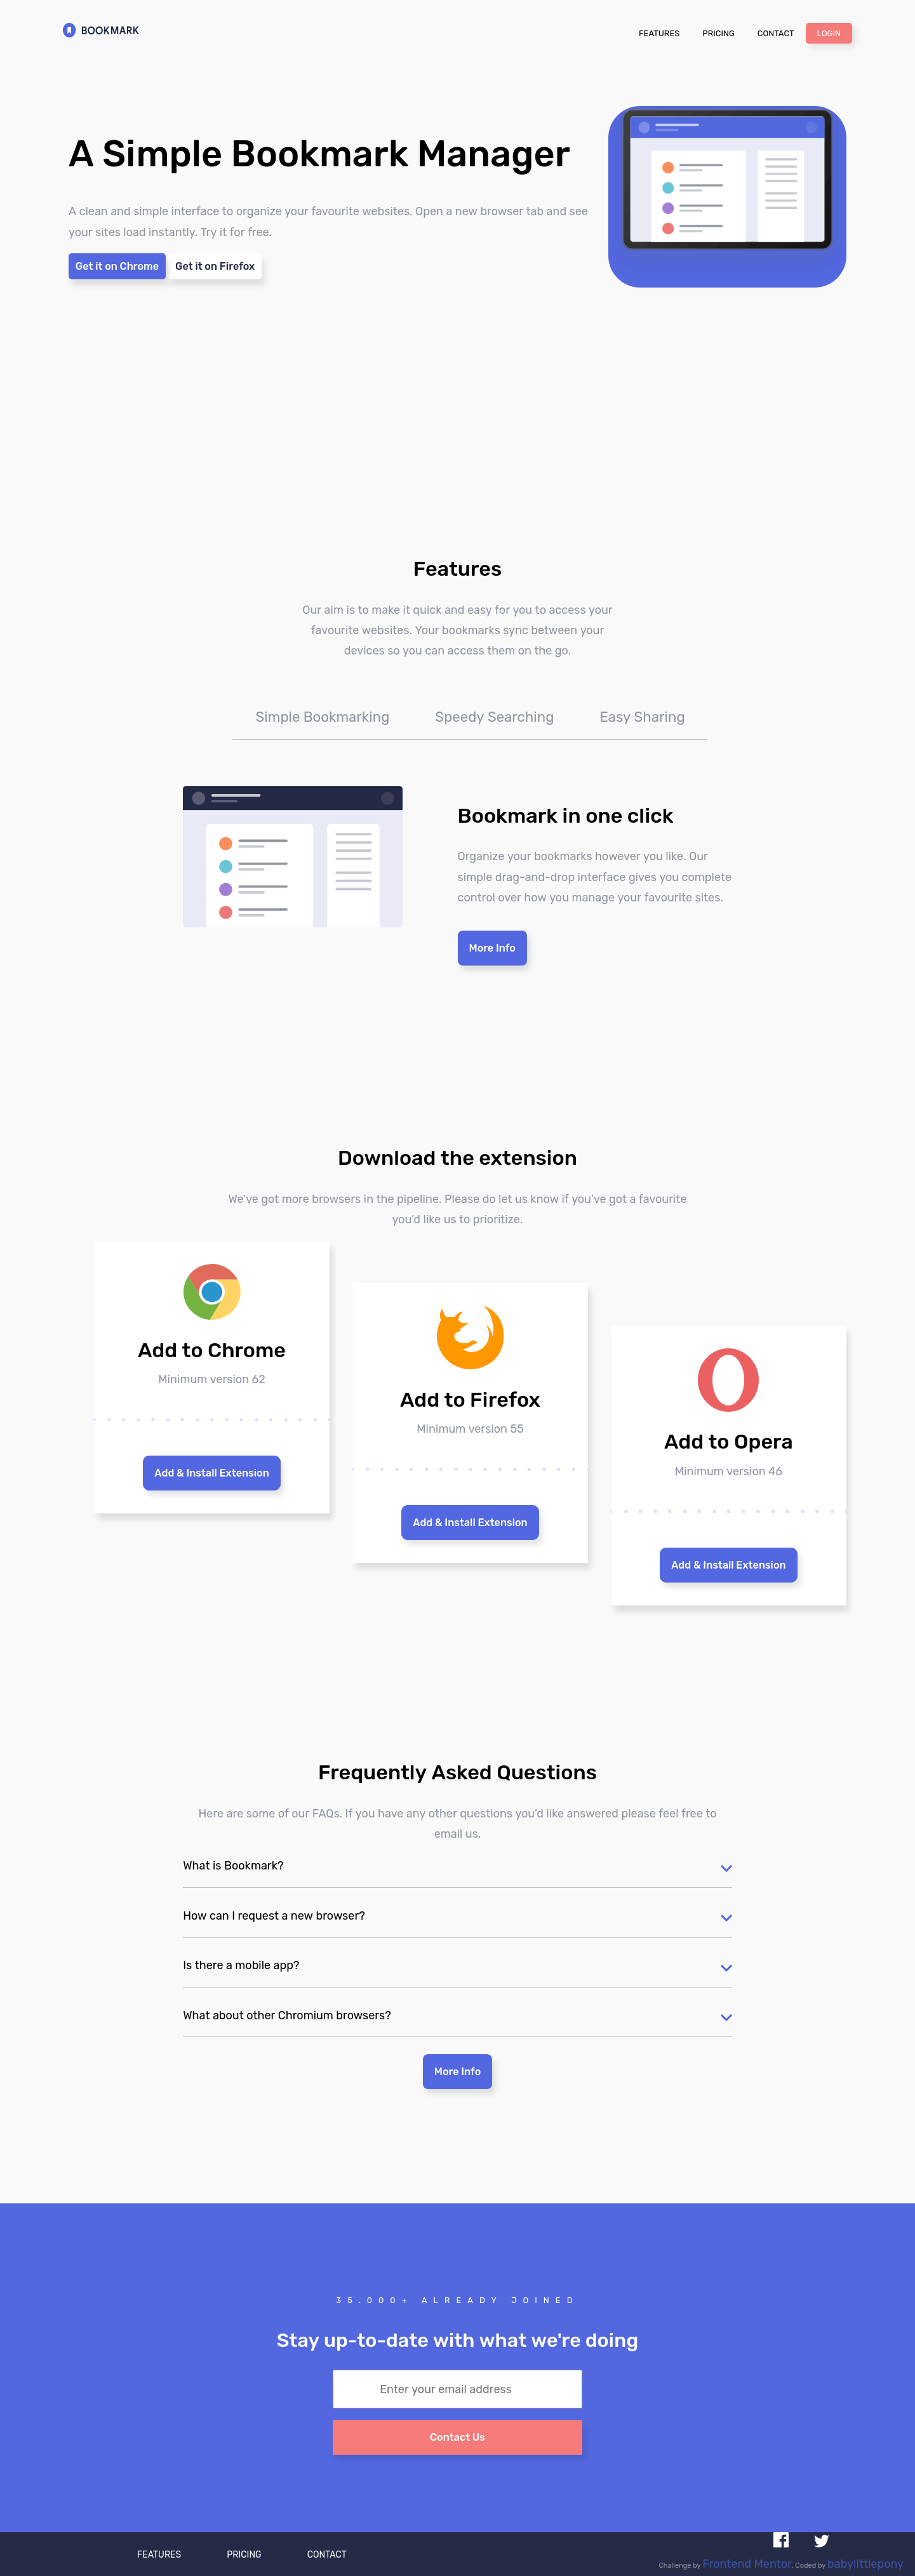 BOOKMARK
FEATURES
PRICING
CONTACT
LOGIN
A Simple Bookmark Manager
A clean and simple interface to organize your favourite websites. Open a new browser tab and see
your sites load instantly. Try it for free.
Get it on Chrome
Get it on Firefox
Features
Our aim is to make it quick and easy for you to access your
favourite websites. Your bookmarks sync between your
devices so you can access them on the go.
Simple Bookmarking
Speedy Searching
Easy Sharing
Bookmark in one click
Organize your bookmarks however you like. Our
simple drag-and-drop interface gives you complete
control over how you manage your favourite sites.
More Info
Download the extension
We've got more browsers in the pipeline. Please do let us know if you've got a favourite
you'd like us to prioritize.
Add to Chrome
Minimum version 62
Add & Install Extension
Add to Firefox
Minimum version 55
Add & Install Extension
Add to Opera
Minimum version 46
Add & Install Extension
Frequently Asked Questions
Here are some of our FAQs. If you have any other questions you'd like answered please feel free to
email us.
What is Bookmark?
How can I request a new browser?
Is there a mobile app?
What about other Chromium browsers?
More Info
35.000+ ALREADY JOINED
Stay up-to-date with what we're doing
Enter your email address
Contact Us
FEATURES
PRICING
CONTACT
Challenge by Frontend Mentor. Coded by babylittlepony